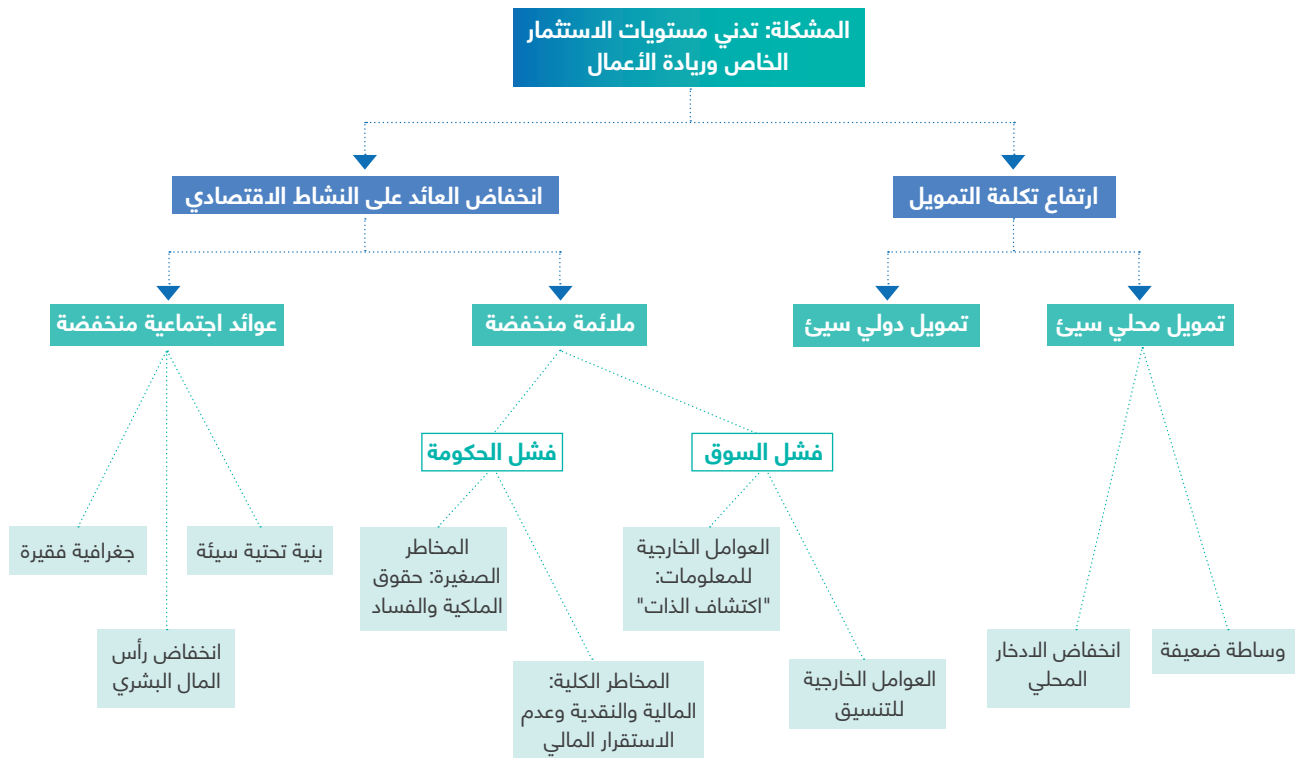 المشكلة: تدني مستويات الاستثمار
الخاص وريادة الأعمال
ارتفاع تكلفة التمويل
انخفاض العائد على النشاط الاقتصادي
تمويل محلي سيئ
تمويل دولي سيئ
ملائمة منخفضة
عوائد اجتماعية منخفضة
فشل السوق
فشل الحكومة
وساطة ضعيفة
انخفاض الادخار
المحلي
العوامل الخارجية
للمعلومات:
"اكتشاف الذات"
العوامل الخارجية
للتنسيق
المخاطر
الصغيرة: حقوق
الملكية والفساد
المخاطر الكلية:
المالية والنقدية وعدم
الاستقرار المالي
بنية تحتية سيئة
انخفاض رأس
المال البشري
جغرافية فقيرة